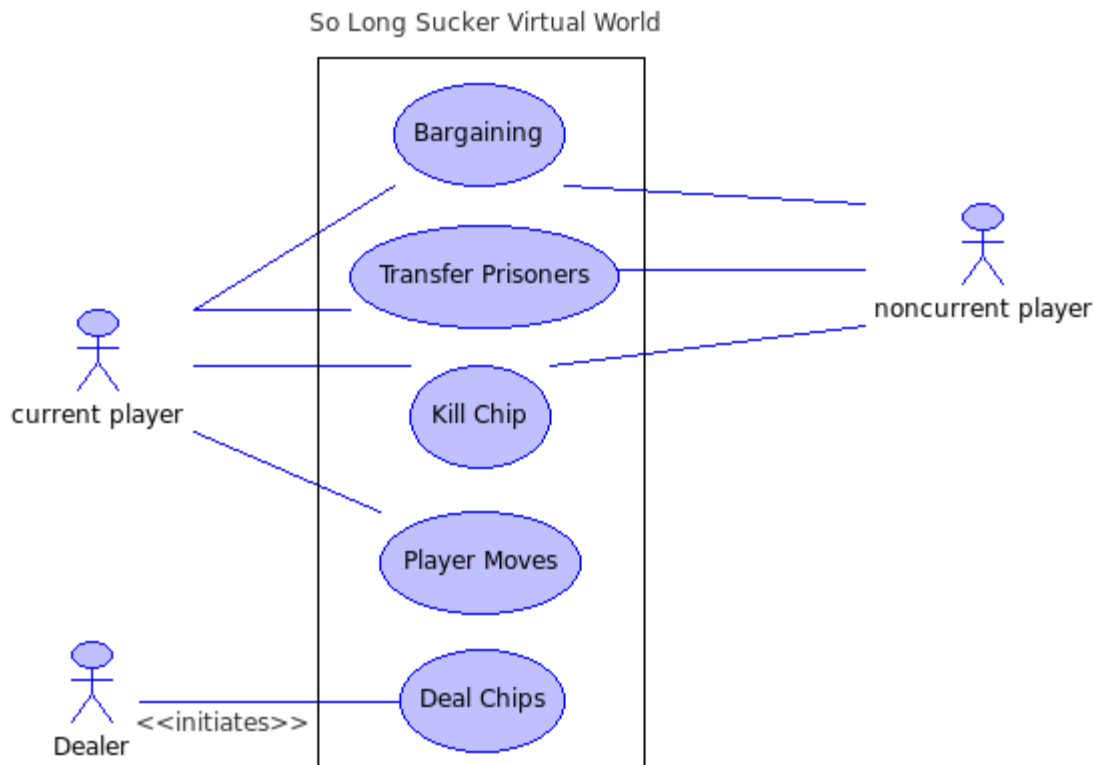 So Long Sucker Virtual World
Bargaining
Transfer Prisoners
noncurrent player
current player
Kill Chip
Player Moves
Deal Chips
<<initiates>>
Dealer